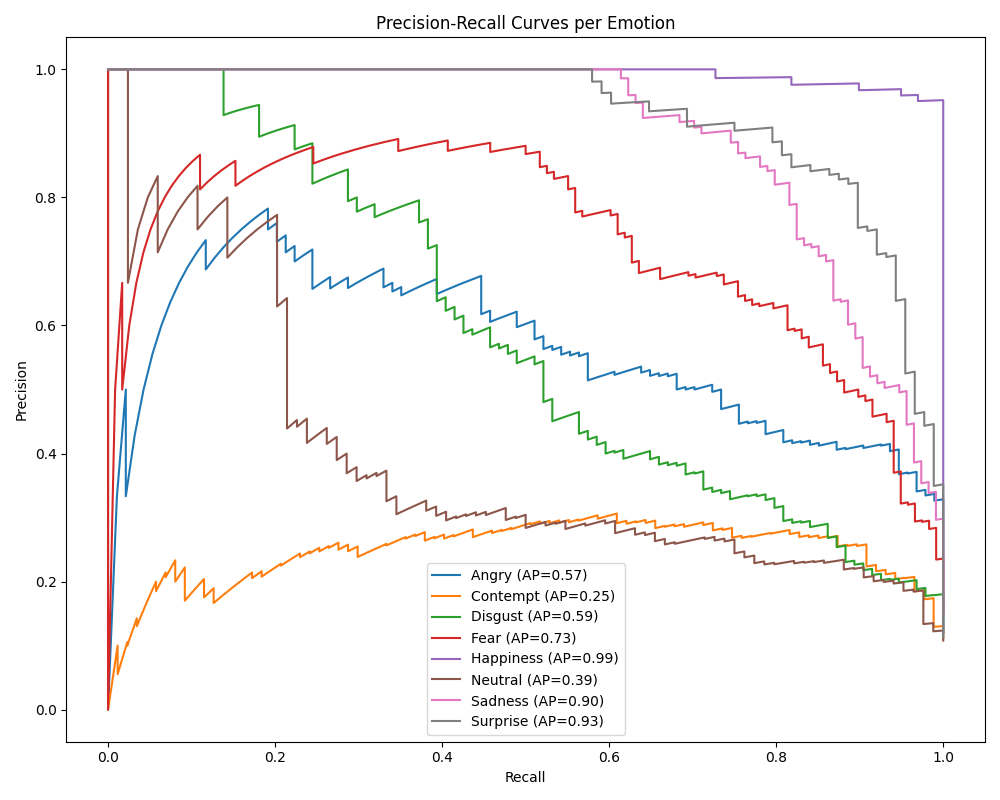 Precision-Recall Curves per Emotion
Precision
1.0
0.8
0.6
0.4
0.2
0.0
Angry (AP=0.57)
Contempt (AP=0.25)
Disgust (AP=0.59)
Fear (AP=0.73)
Happiness (AP=0.99)
Neutral (AP=0.39)
Sadness (AP=0.90)
Surprise (AP=0.93)
0.0 0.2 0.4 0.6 0.8 1.0
Recall